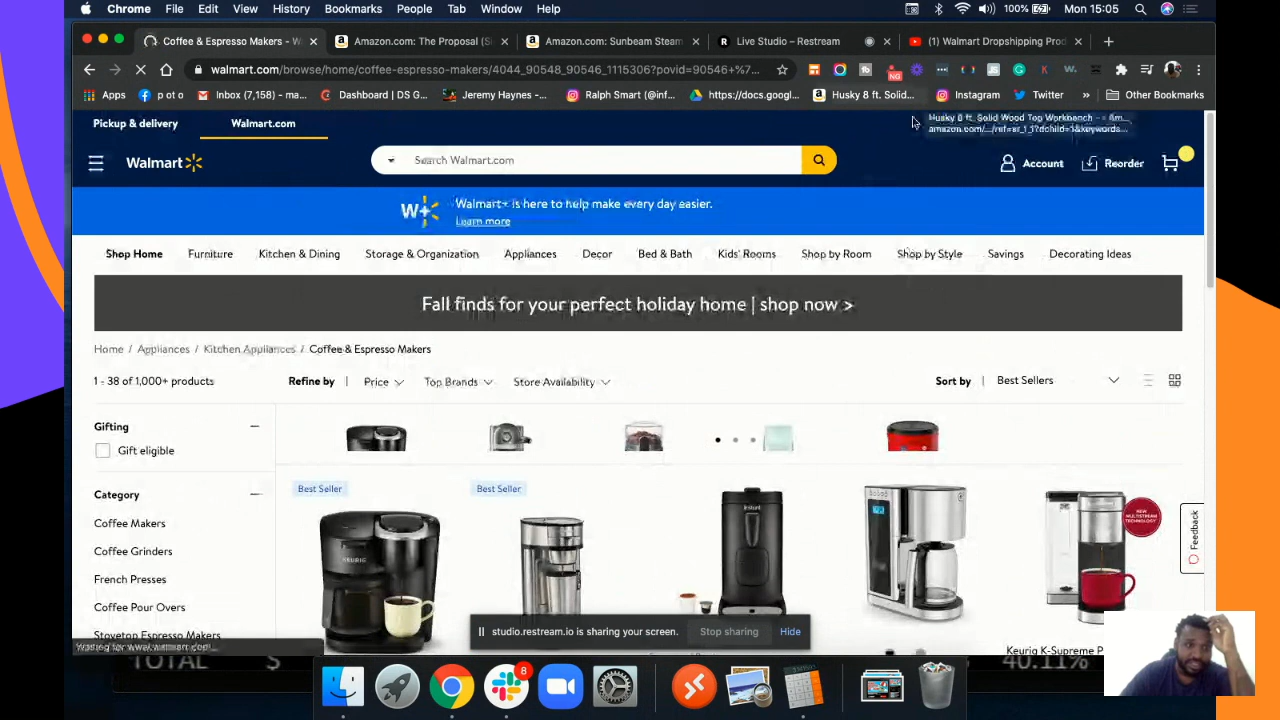 Chrome File Edit View History Bookmarks People Tab Window Help 100% Mon 15:05
Coffee & Espresso Makers - W
Amazon.com: The Proposal (S
Amazon.com: Sunbeam Steam
Live Studio – Restream
(1) Walmart Dropshipping Prod
walmart.com/browse/home/coffee-espresso-makers/4044_90548_90546_1115306?povid=90546+%7...
NG
Apps
p o t o
Inbox (7,158) - ma...
Dashboard | DS G...
Jeremy Haynes -...
Ralph Smart (@inf...
https://docs.googl...
Husky 8 ft. Solid...
Instagram
Twitter
»
Other Bookmarks
Husky 8 ft. Solid Wood Top Workbench - - Am...
amazon.com/.../ref=sr_1_1?dchild=1&keywords...
Pickup & delivery
Walmart.com
Walmart
Search Walmart.com
Account
Reorder
W+
Walmart+ is here to help make every day easier.
Learn more
Shop Home Furniture Kitchen & Dining Storage & Organization Appliances Decor Bed & Bath Kids' Rooms Shop by Room Shop by Style Savings Decorating Ideas
Fall finds for your perfect holiday home | shop now >
Home / Appliances / Kitchen Appliances / Coffee & Espresso Makers
1 - 38 of 1,000+ products
Refine by | Price Top Brands Store Availability
Sort by | Best Sellers
Gifting
Gift eligible
Category
Coffee Makers
Coffee Grinders
French Presses
Coffee Pour Overs
Stovetop Espresso Makers
Best Seller
Best Seller
KEURIG
Instant
NEW
MULTISTREAM
TECHNOLOGY
Feedback
studio.restream.io is sharing your screen.
Stop sharing
Hide
Keurig K-Supreme P
Waiting for www.walmart.com...
TOTAL $ 40.11%
8